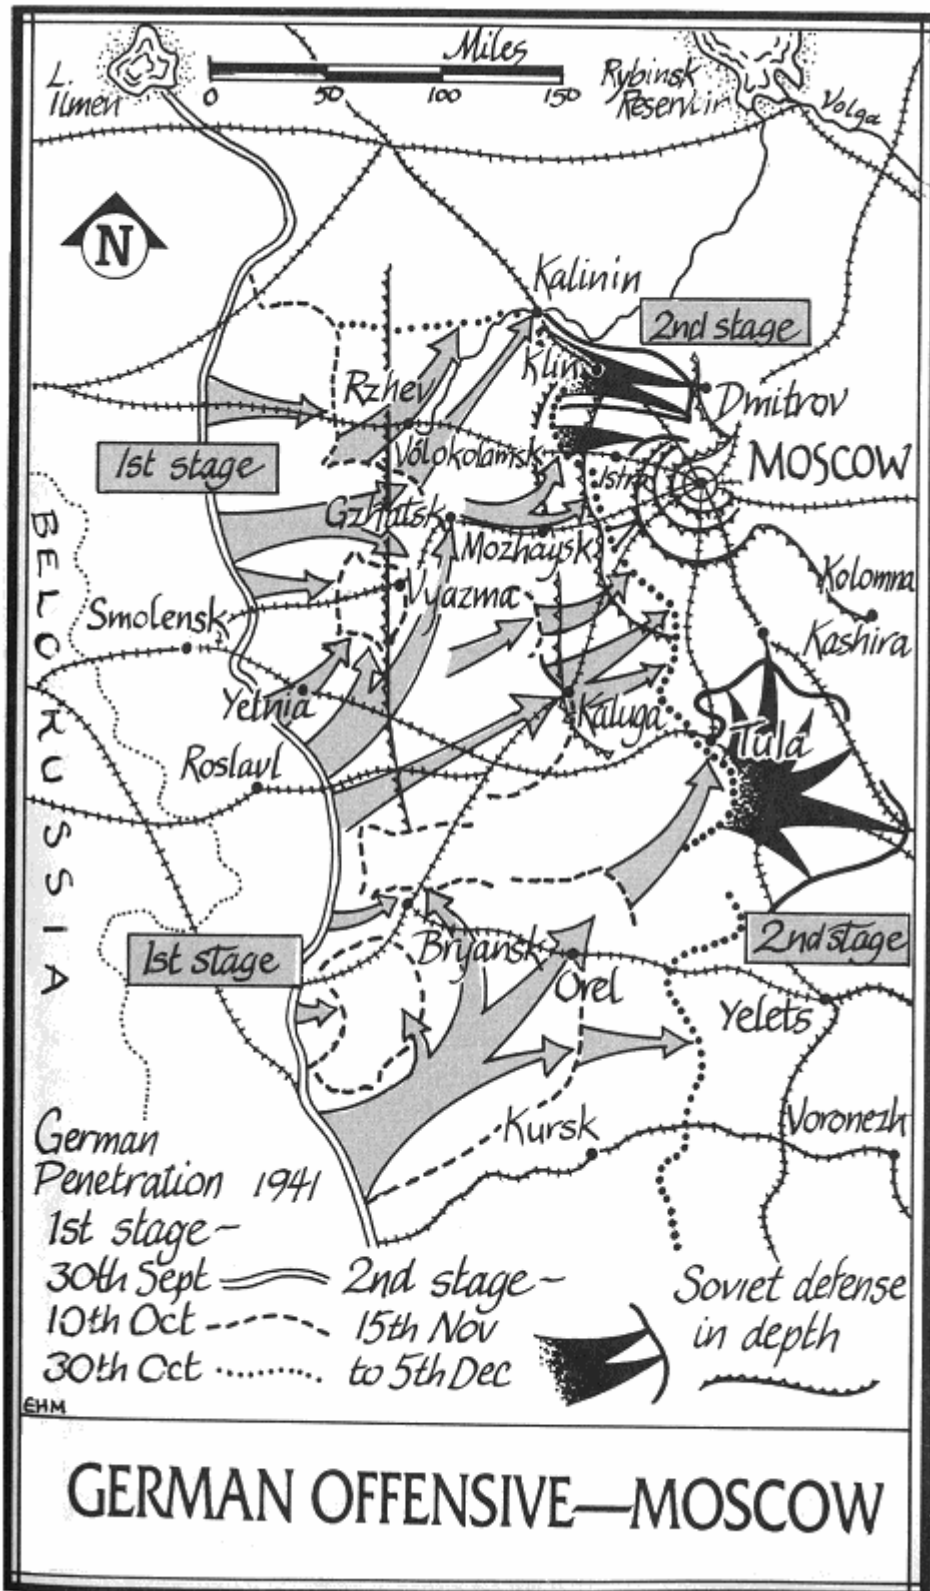 Miles
L.
Ilmen
0 50 100 150
Rybinsk
Reservoir
Volga
N
Kalinin
2nd stage
Klin
Rzhev
Dmitrov
1st stage
Volokolamsk
Istra
MOSCOW
Gzhatsk
Mozhaysk
BELORUSSIA
Vyazma
Kolomna
Smolensk
Kashira
Yelnia
Kaluga
Tula
Roslavl
1st stage
Bryansk
2nd stage
Orel
Yelets
Kursk
Voronezh
German
Penetration 1941
1st stage-
30th Sept
10th Oct
30th Oct
2nd stage-
15th Nov
to 5th Dec
Soviet defense
in depth
EHM
GERMAN OFFENSIVE—MOSCOW